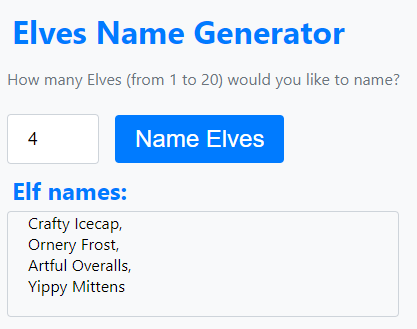 Elves Name Generator
How many Elves (from 1 to 20) would you like to name?
4
Name Elves
Elf names:
Crafty Icecap,
Ornery Frost,
Artful Overalls,
Yippy Mittens